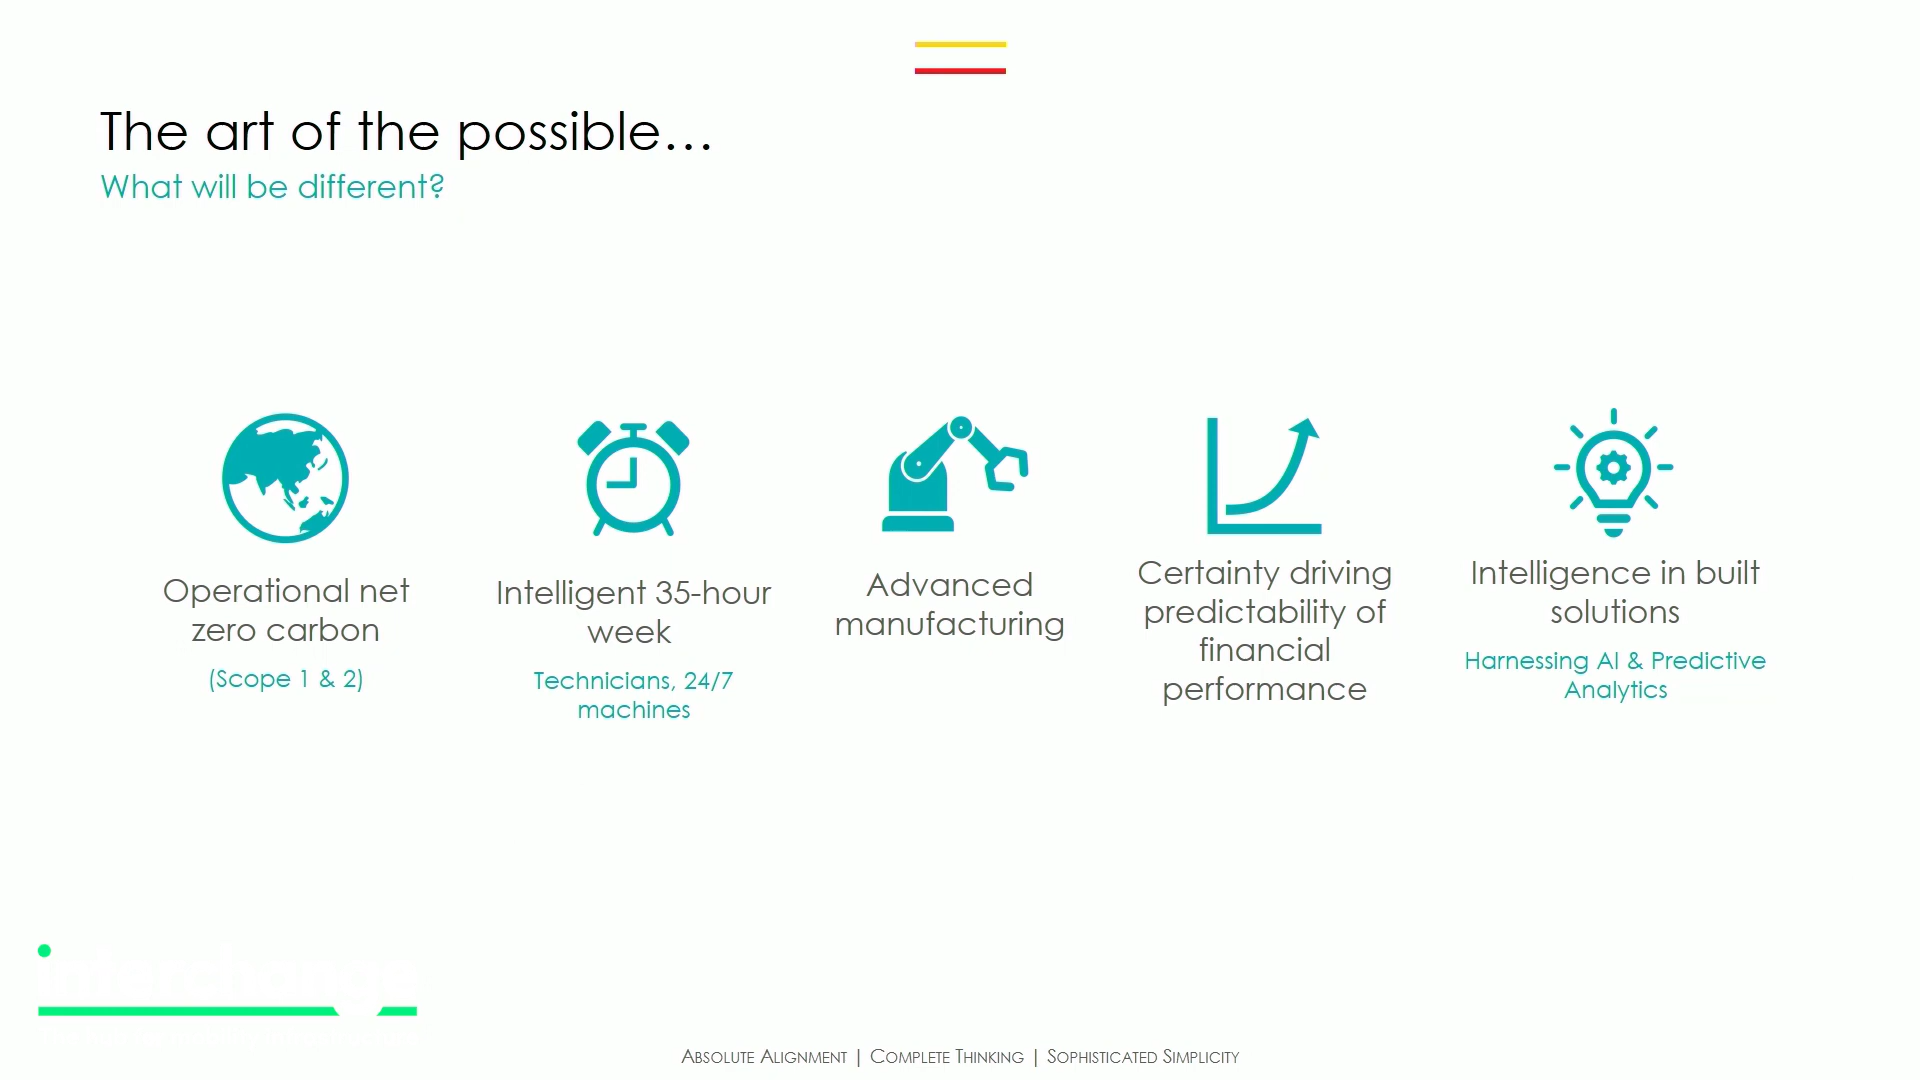 The art of the possible...
What will be different?
Operational net
zero carbon
(Scope 1 & 2)
Intelligent 35-hour
week
Technicians, 24/7
machines
Advanced
manufacturing
Certainty driving
predictability of
financial
performance
Intelligence in built
solutions
Harnessing AI & Predictive
Analytics
Absolute Alignment | Complete Thinking | Sophisticated Simplicity